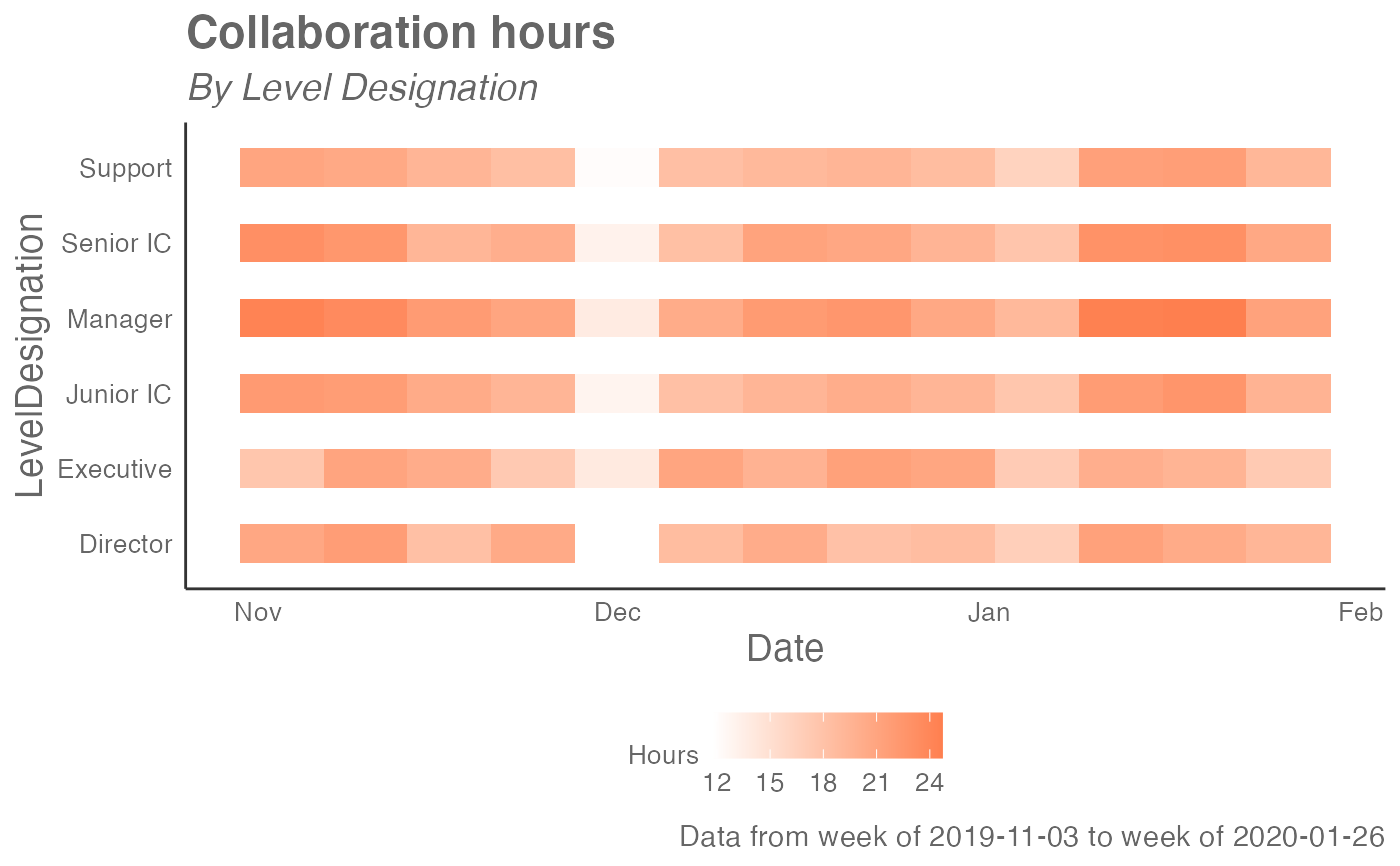 Collaboration hours
By Level Designation
LevelDesignation
Support
Senior IC
Manager
Junior IC
Executive
Director
Nov Dec Jan Feb
Date
Hours
12 15 18 21 24
Data from week of 2019-11-03 to week of 2020-01-26